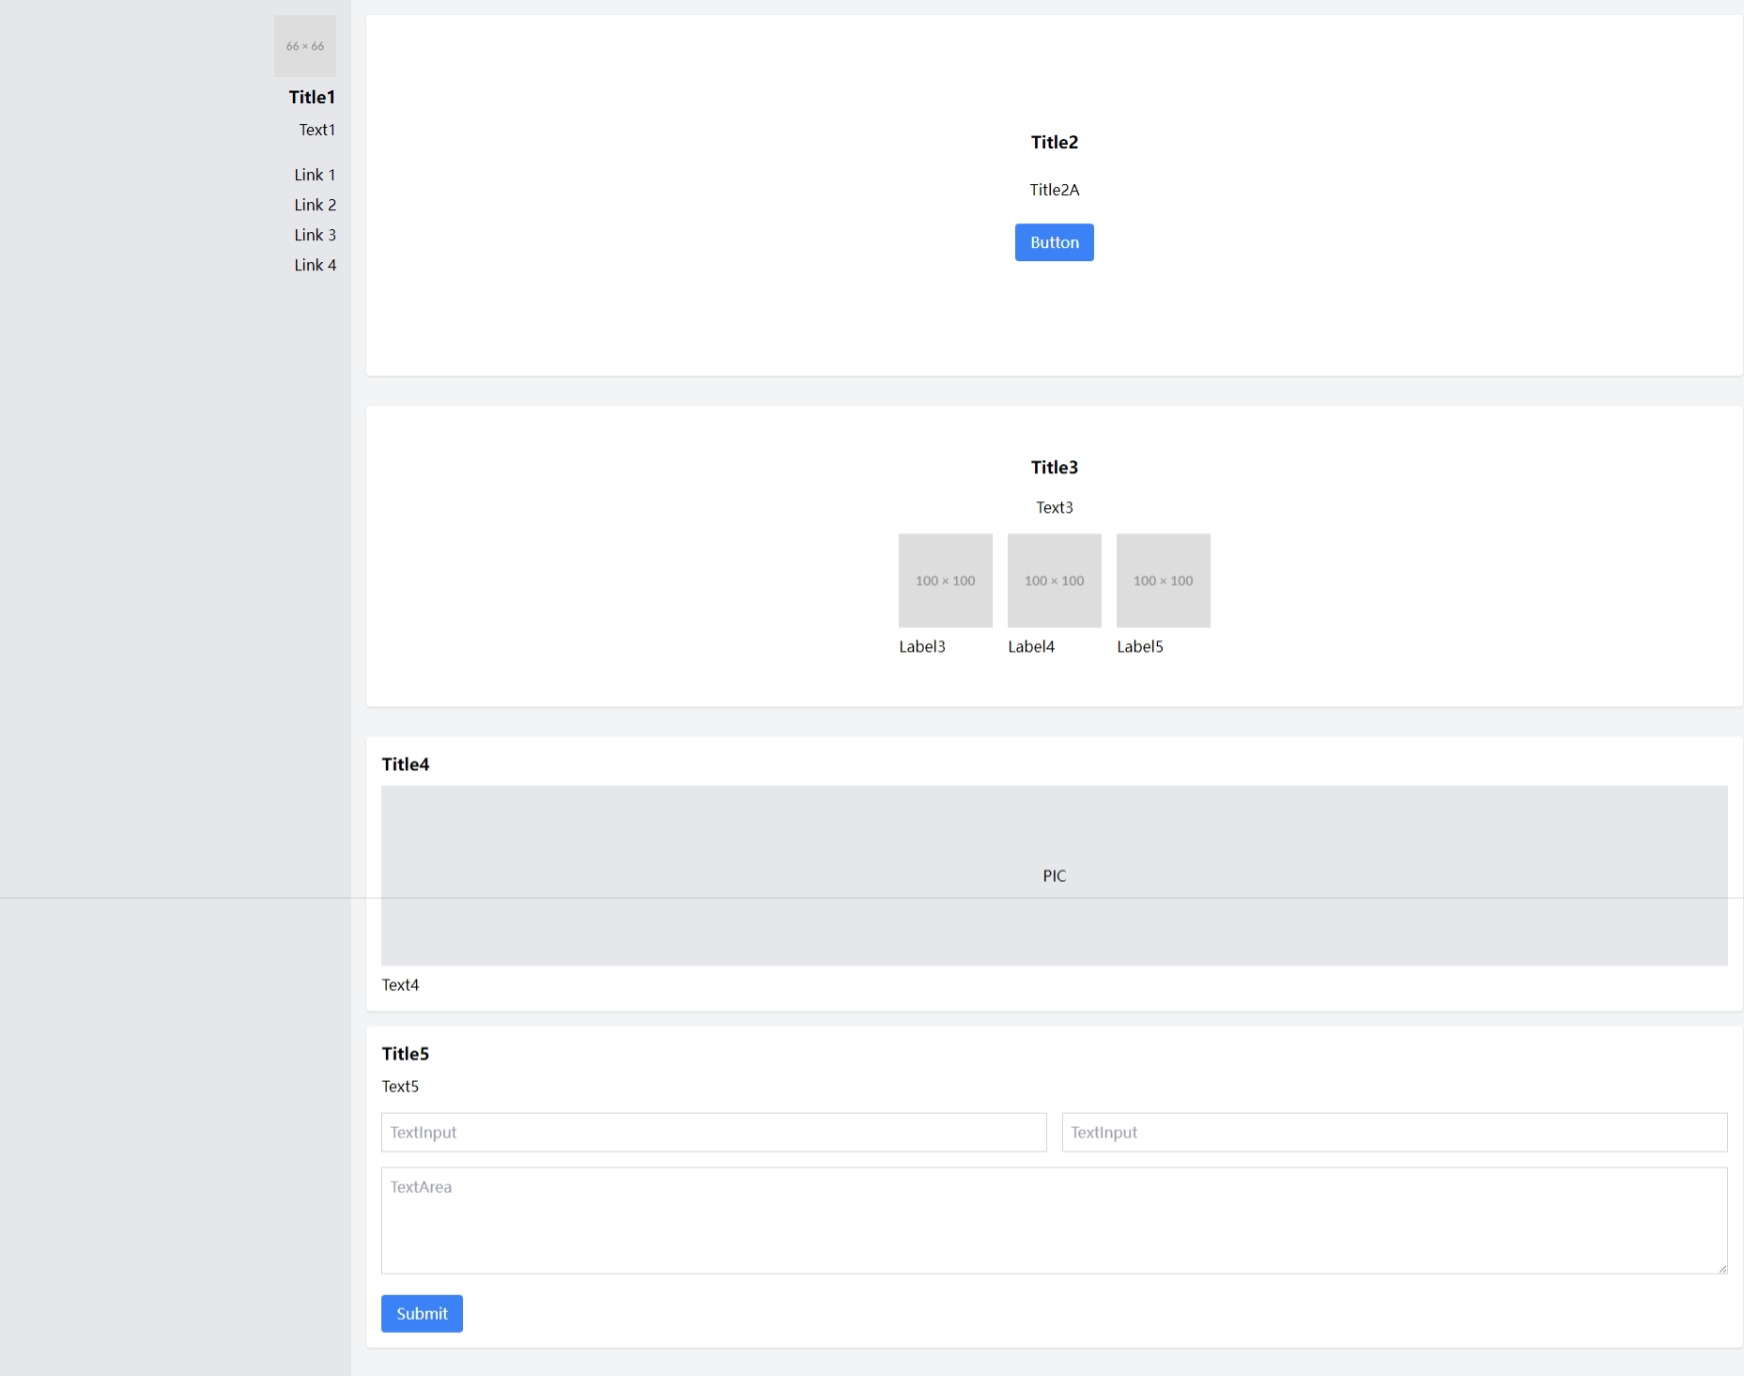 66 × 66
Title1
Text1
Link 1
Link 2
Link 3
Link 4
Title2
Title2A
Button
Title3
Text3
100 × 100
100 × 100
100 × 100
Label3
Label4
Label5
Title4
PIC
Text4
Title5
Text5
TextInput
TextInput
TextArea
Submit